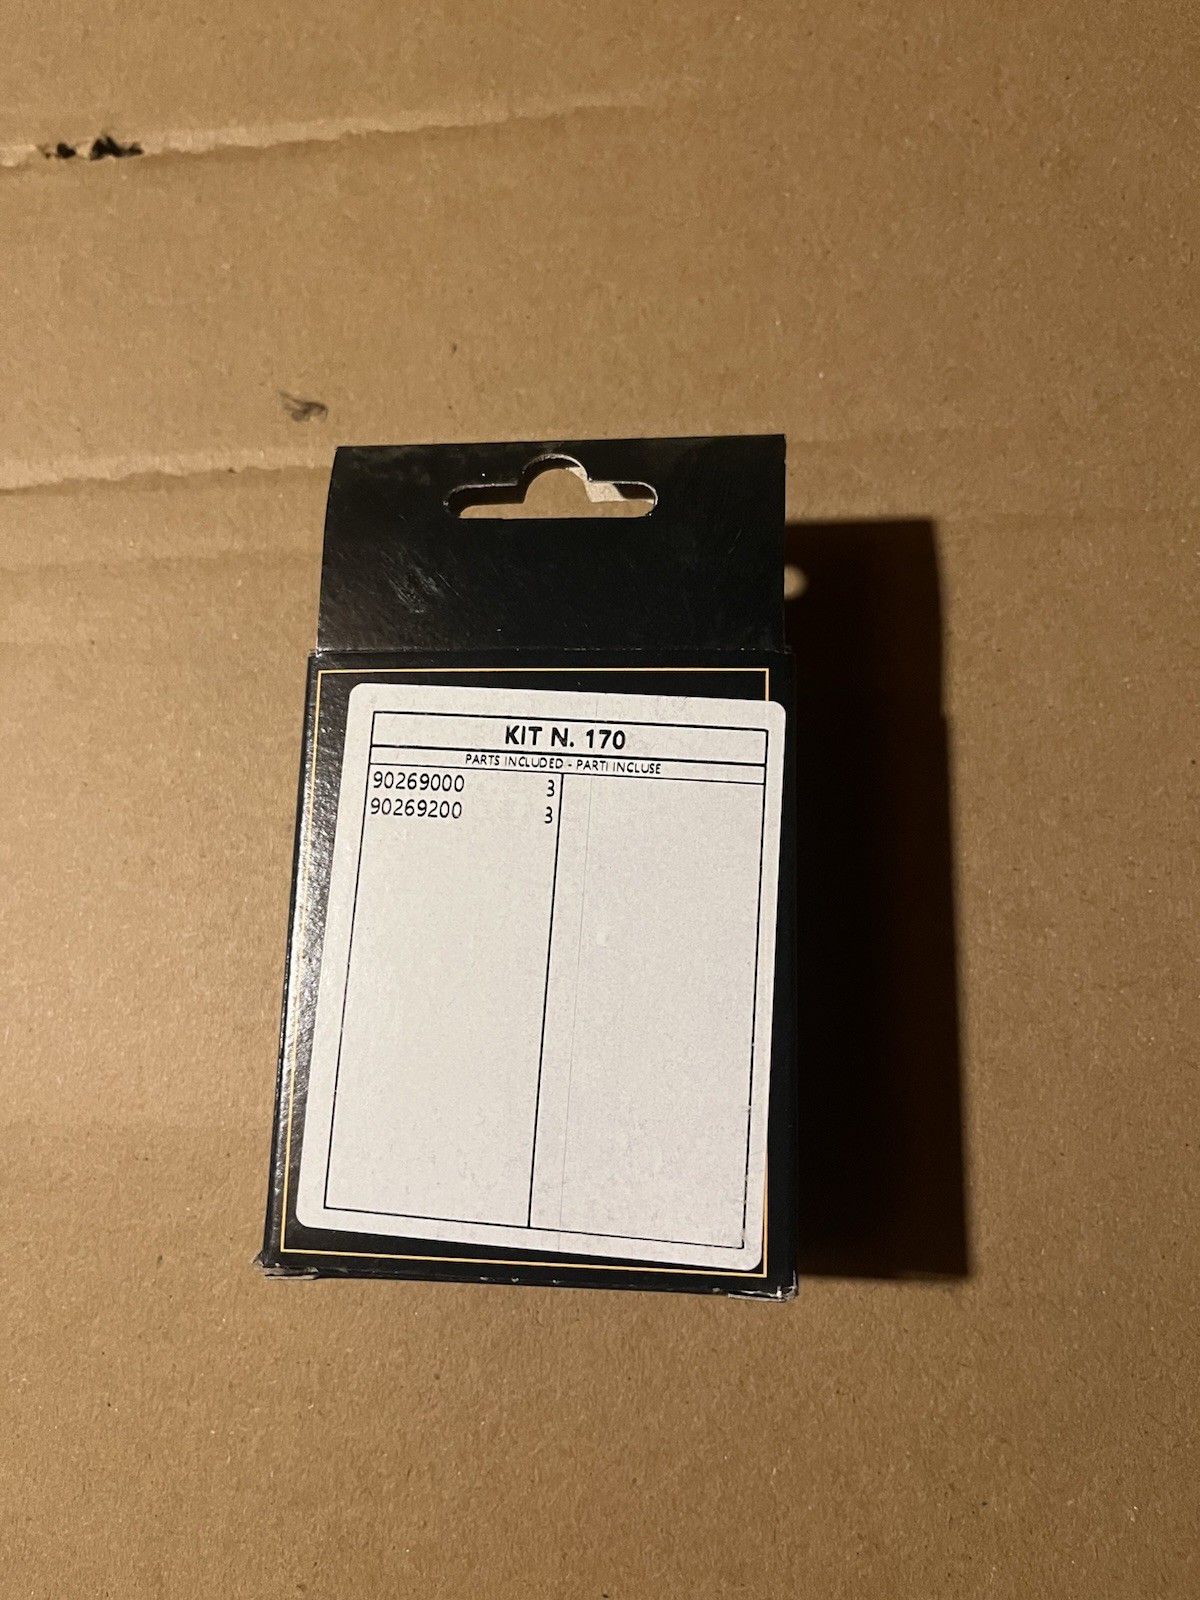 KIT N. 170
PARTS INCLUDED - PARTI INCLUSE
90269000 3
90269200 3